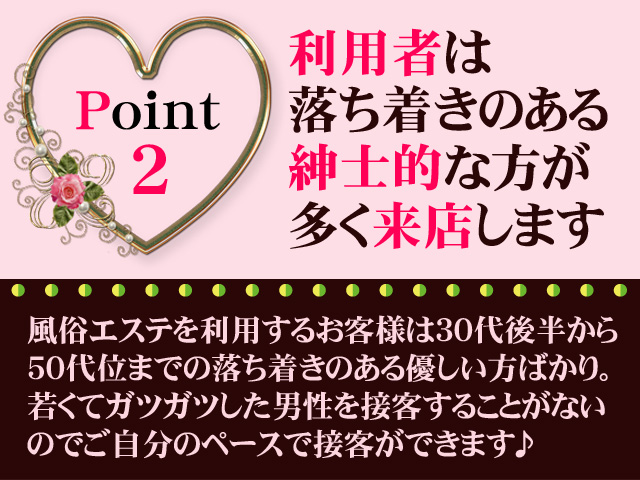 Point
2
利用者は
落ち着きのある
紳士的な方が
多く来店します
風俗エステを利用するお客様は30代後半から
50代位までの落ち着きのある優しい方ばかり。
若くてガツガツした男性を接客することがない
のでご自分のペースで接客ができます♪